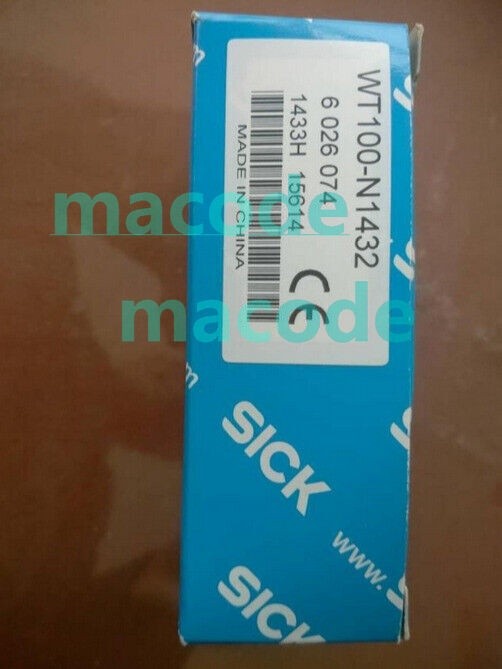 WT100-N1432
6 026 074
1433H 15614
MADE IN CHINA
CE
macode
macode
m
SICK
www.
SICK